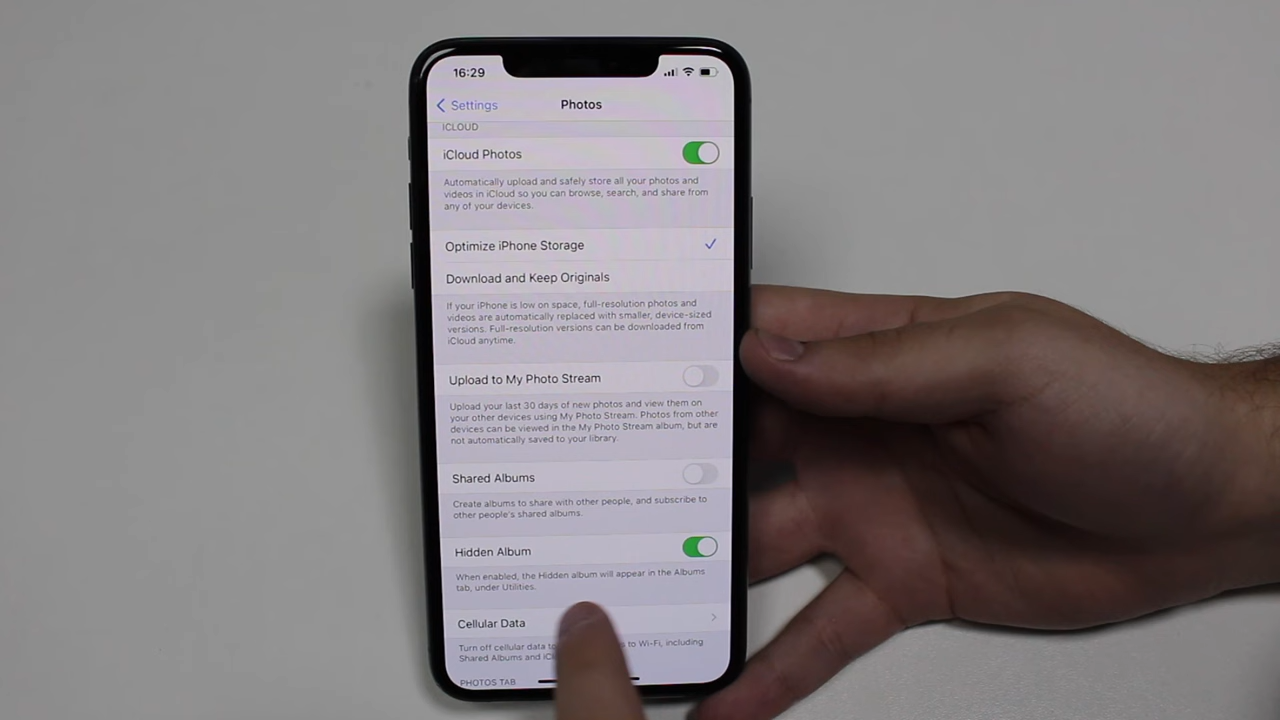 16:29
Settings
Photos
ICLOUD
iCloud Photos
Automatically upload and safely store all your photos and
videos in iCloud so you can browse, search, and share from
any of your devices.
Optimize iPhone Storage
Download and Keep Originals
If your iPhone is low on space, full-resolution photos and
videos are automatically replaced with smaller, device-sized
versions. Full-resolution versions can be downloaded from
iCloud anytime.
Upload to My Photo Stream
Upload your last 30 days of new photos and view them on
your other devices using My Photo Stream. Photos from other
devices can be viewed in the My Photo Stream album, but are
not automatically saved to your library.
Shared Albums
Create albums to share with other people, and subscribe to
other people's shared albums.
Hidden Album
When enabled, the Hidden album will appear in the Albums
tab, under Utilities.
Cellular Data
Turn off cellular data to Wi-Fi, including
Shared Albums and
PHOTOS TAB